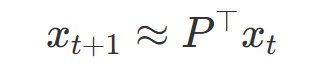 x_{t+1} ≈ P^⊤ x_t